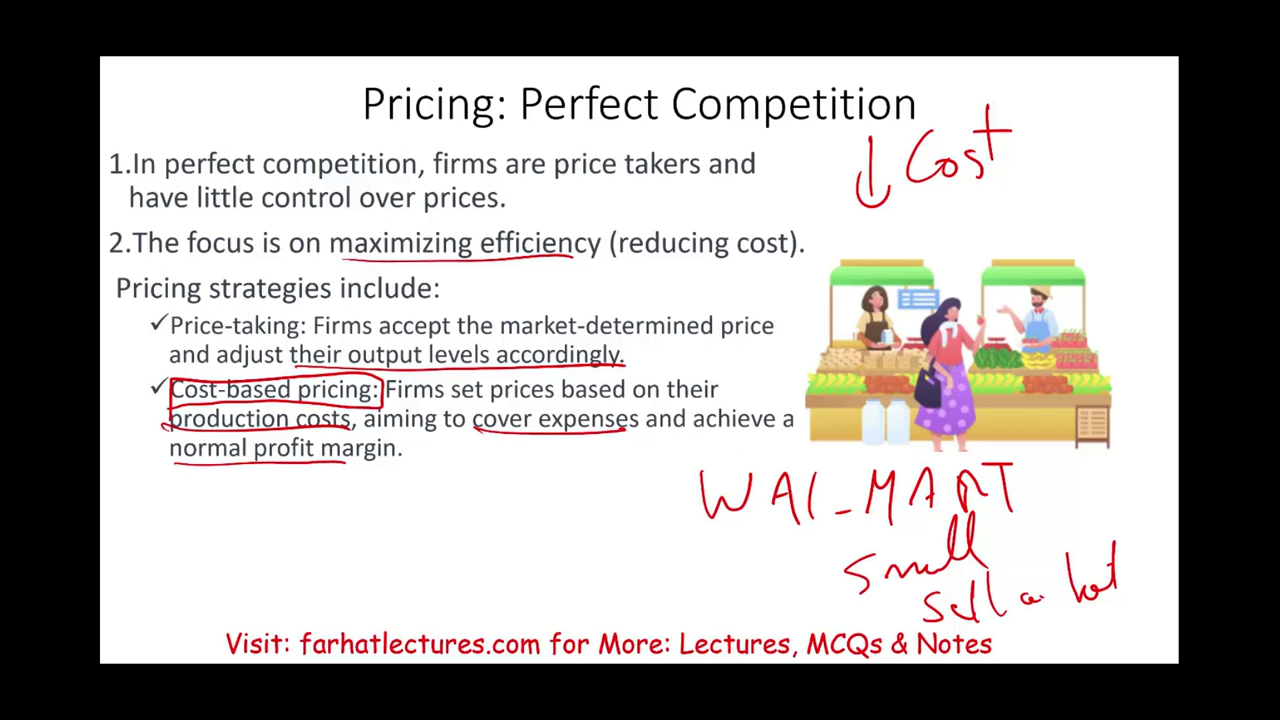 Pricing: Perfect Competition
↓ Cost
1.In perfect competition, firms are price takers and
have little control over prices.
2.The focus is on maximizing efficiency (reducing cost).
Pricing strategies include:
✓Price-taking: Firms accept the market-determined price
and adjust their output levels accordingly.
✓Cost-based pricing: Firms set prices based on their
production costs, aiming to cover expenses and achieve a
normal profit margin.
WAL-MART
small
Sell a lot
Visit: farhatlectures.com for More: Lectures, MCQs & Notes